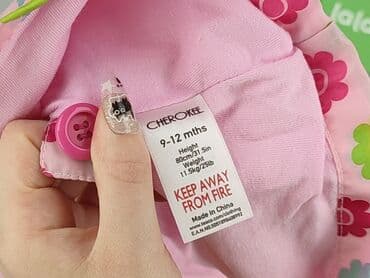 lala
CHEROKEE
9-12 mths
Height
80cm/31.5in
Weight
11.5kg/25lb
KEEP AWAY
FROM FIRE
Made in China